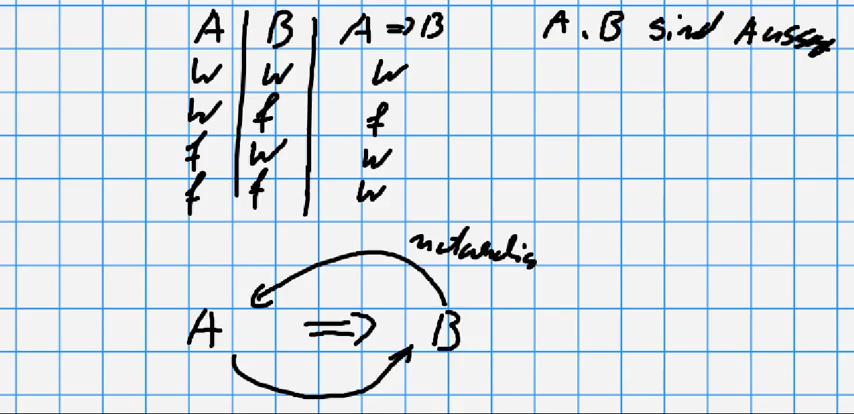 A B A => B A, B sind Aussag
w w w
w f f
f w w
f f w
notwendig
A => B